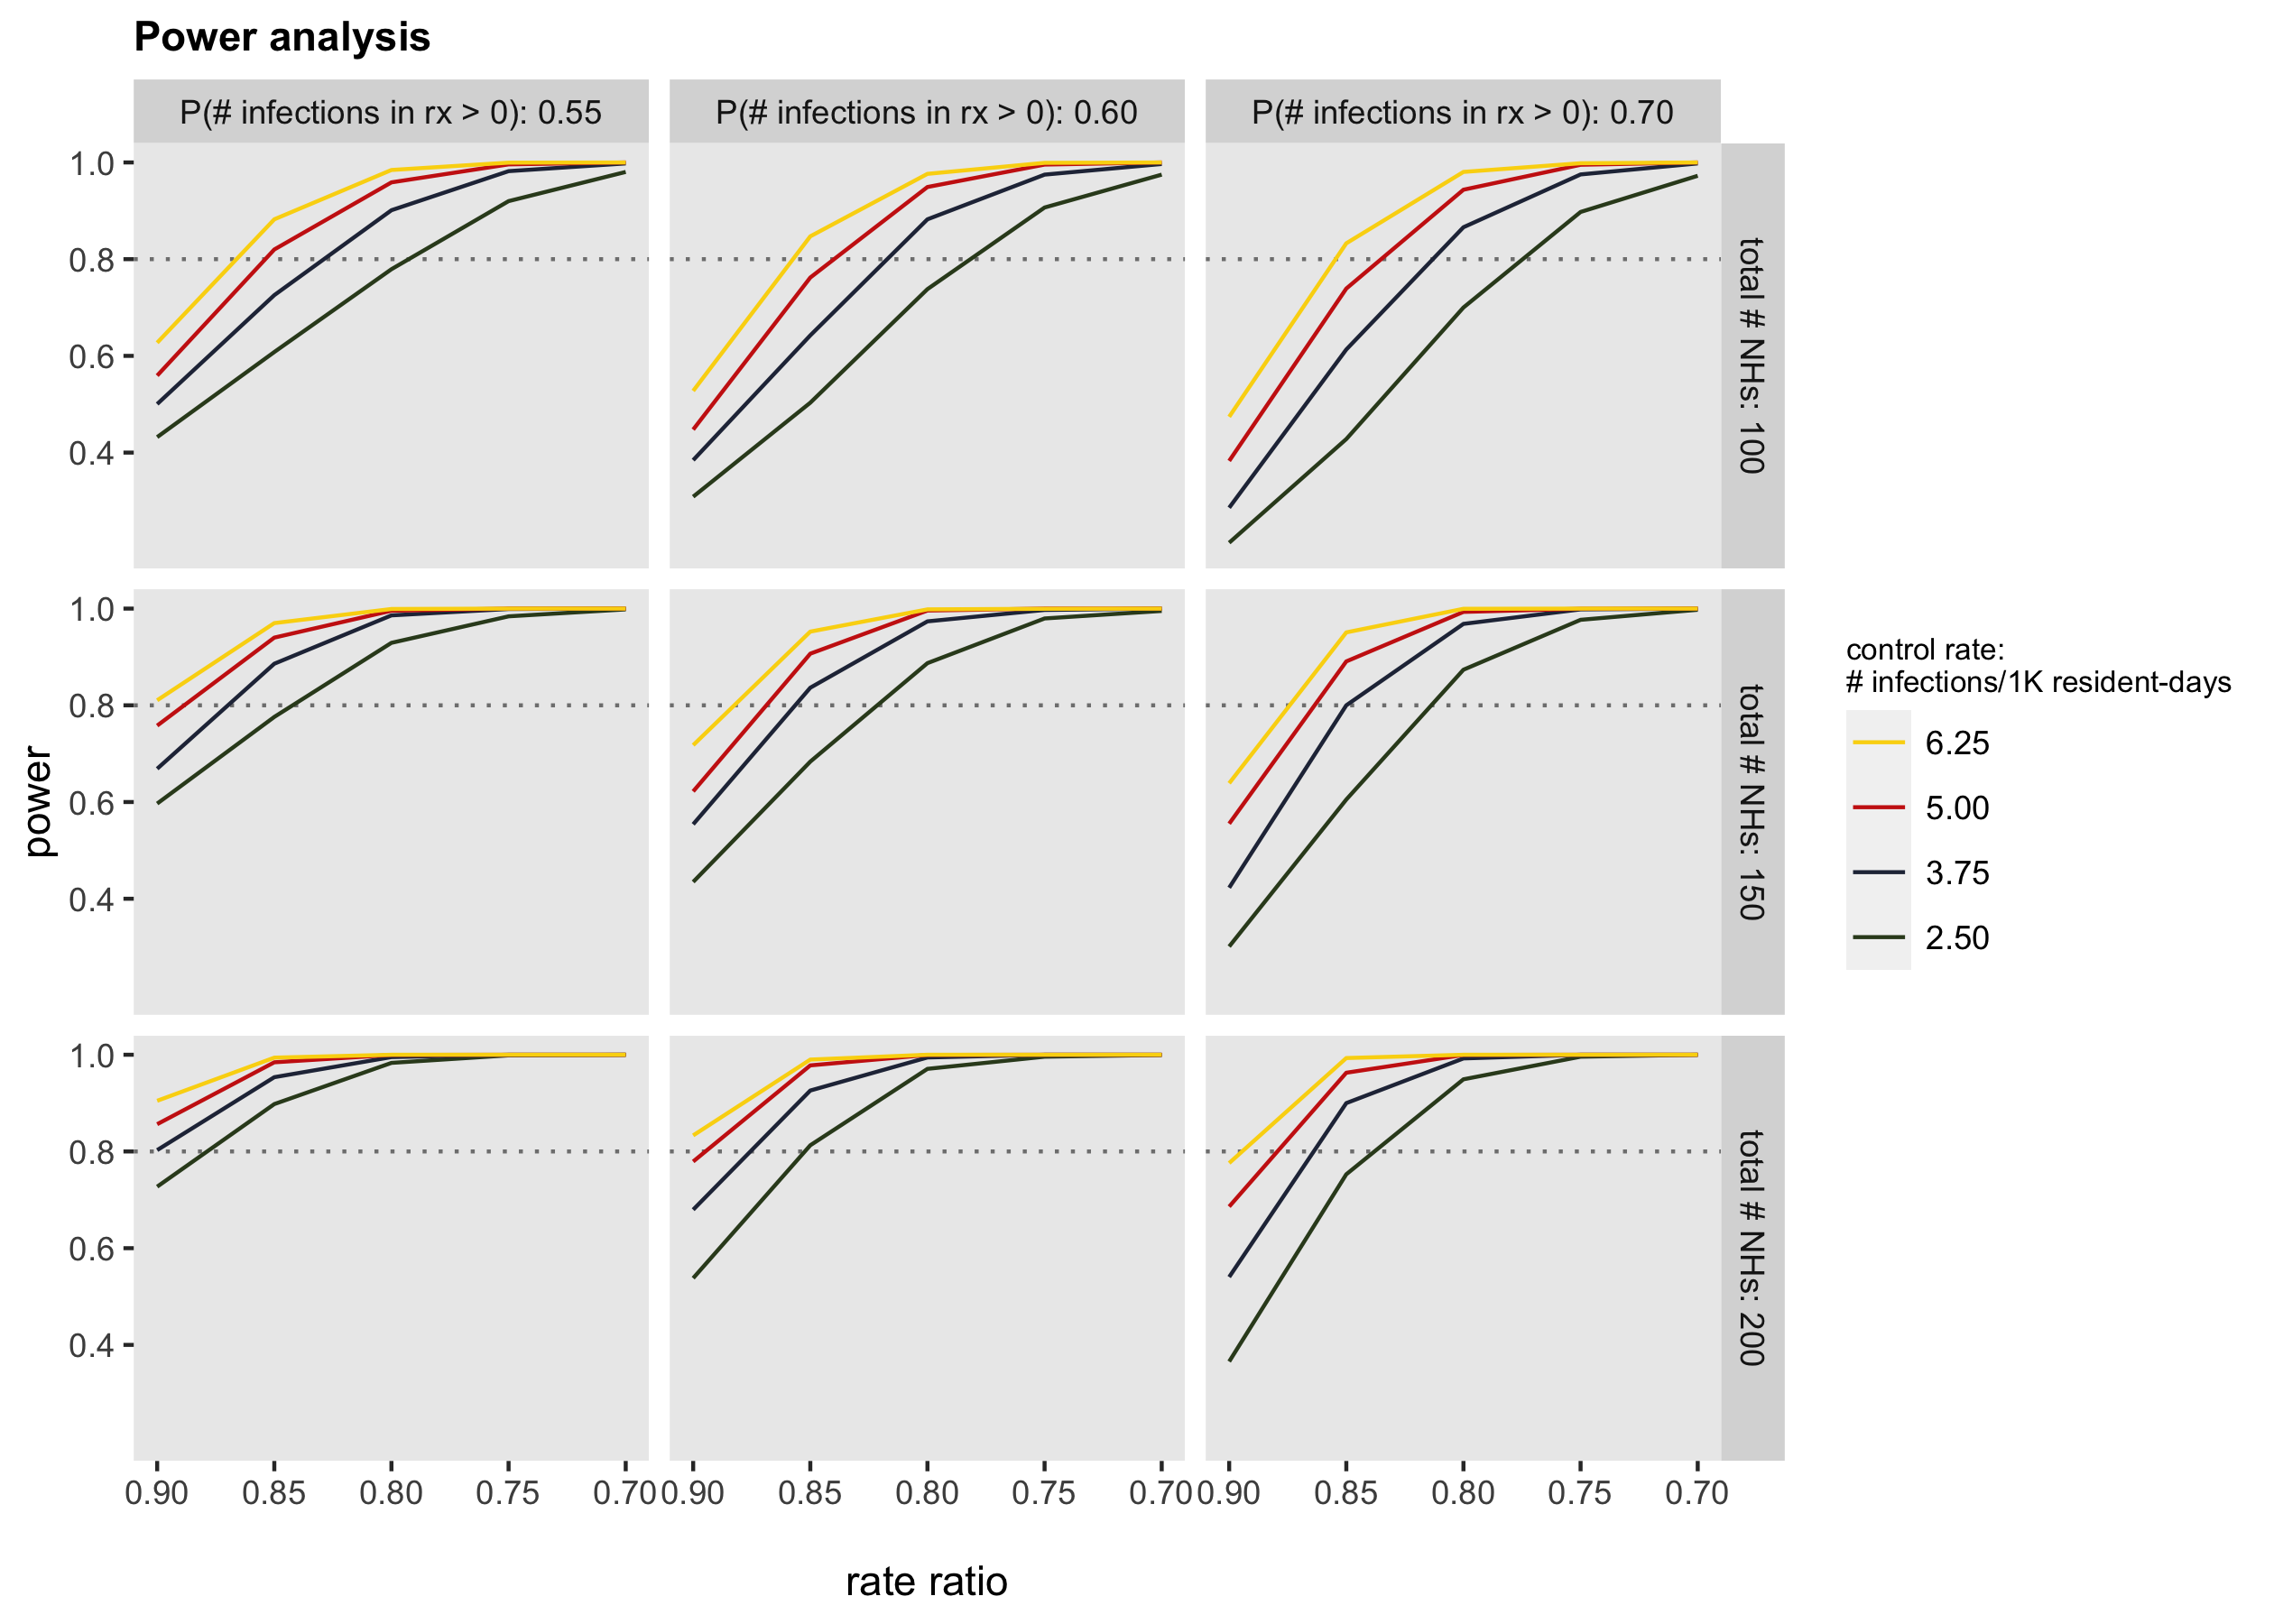 Power analysis
P(# infections in rx > 0): 0.55
P(# infections in rx > 0): 0.60
P(# infections in rx > 0): 0.70
1.0
0.8
0.6
0.4
total # NHs: 100
1.0
0.8
0.6
0.4
total # NHs: 150
1.0
0.8
0.6
0.4
total # NHs: 200
power
0.90 0.85 0.80 0.75 0.70
0.90 0.85 0.80 0.75 0.70
0.90 0.85 0.80 0.75 0.70
rate ratio
control rate:
# infections/1K resident-days
6.25
5.00
3.75
2.50